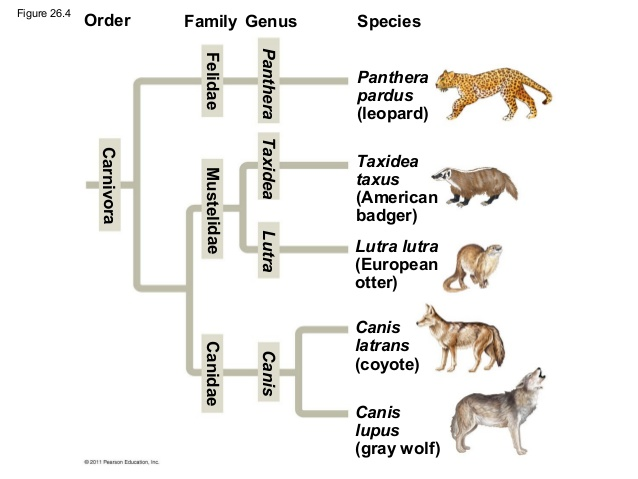 Figure 26.4
Order Family Genus Species
Felidae
Panthera
Panthera
pardus
(leopard)
Carnivora
Mustelidae
Taxidea
Taxidea
taxus
(American
badger)
Lutra
Lutra lutra
(European
otter)
Canidae
Canis
Canis
latrans
(coyote)
Canis
lupus
(gray wolf)
© 2011 Pearson Education, Inc.